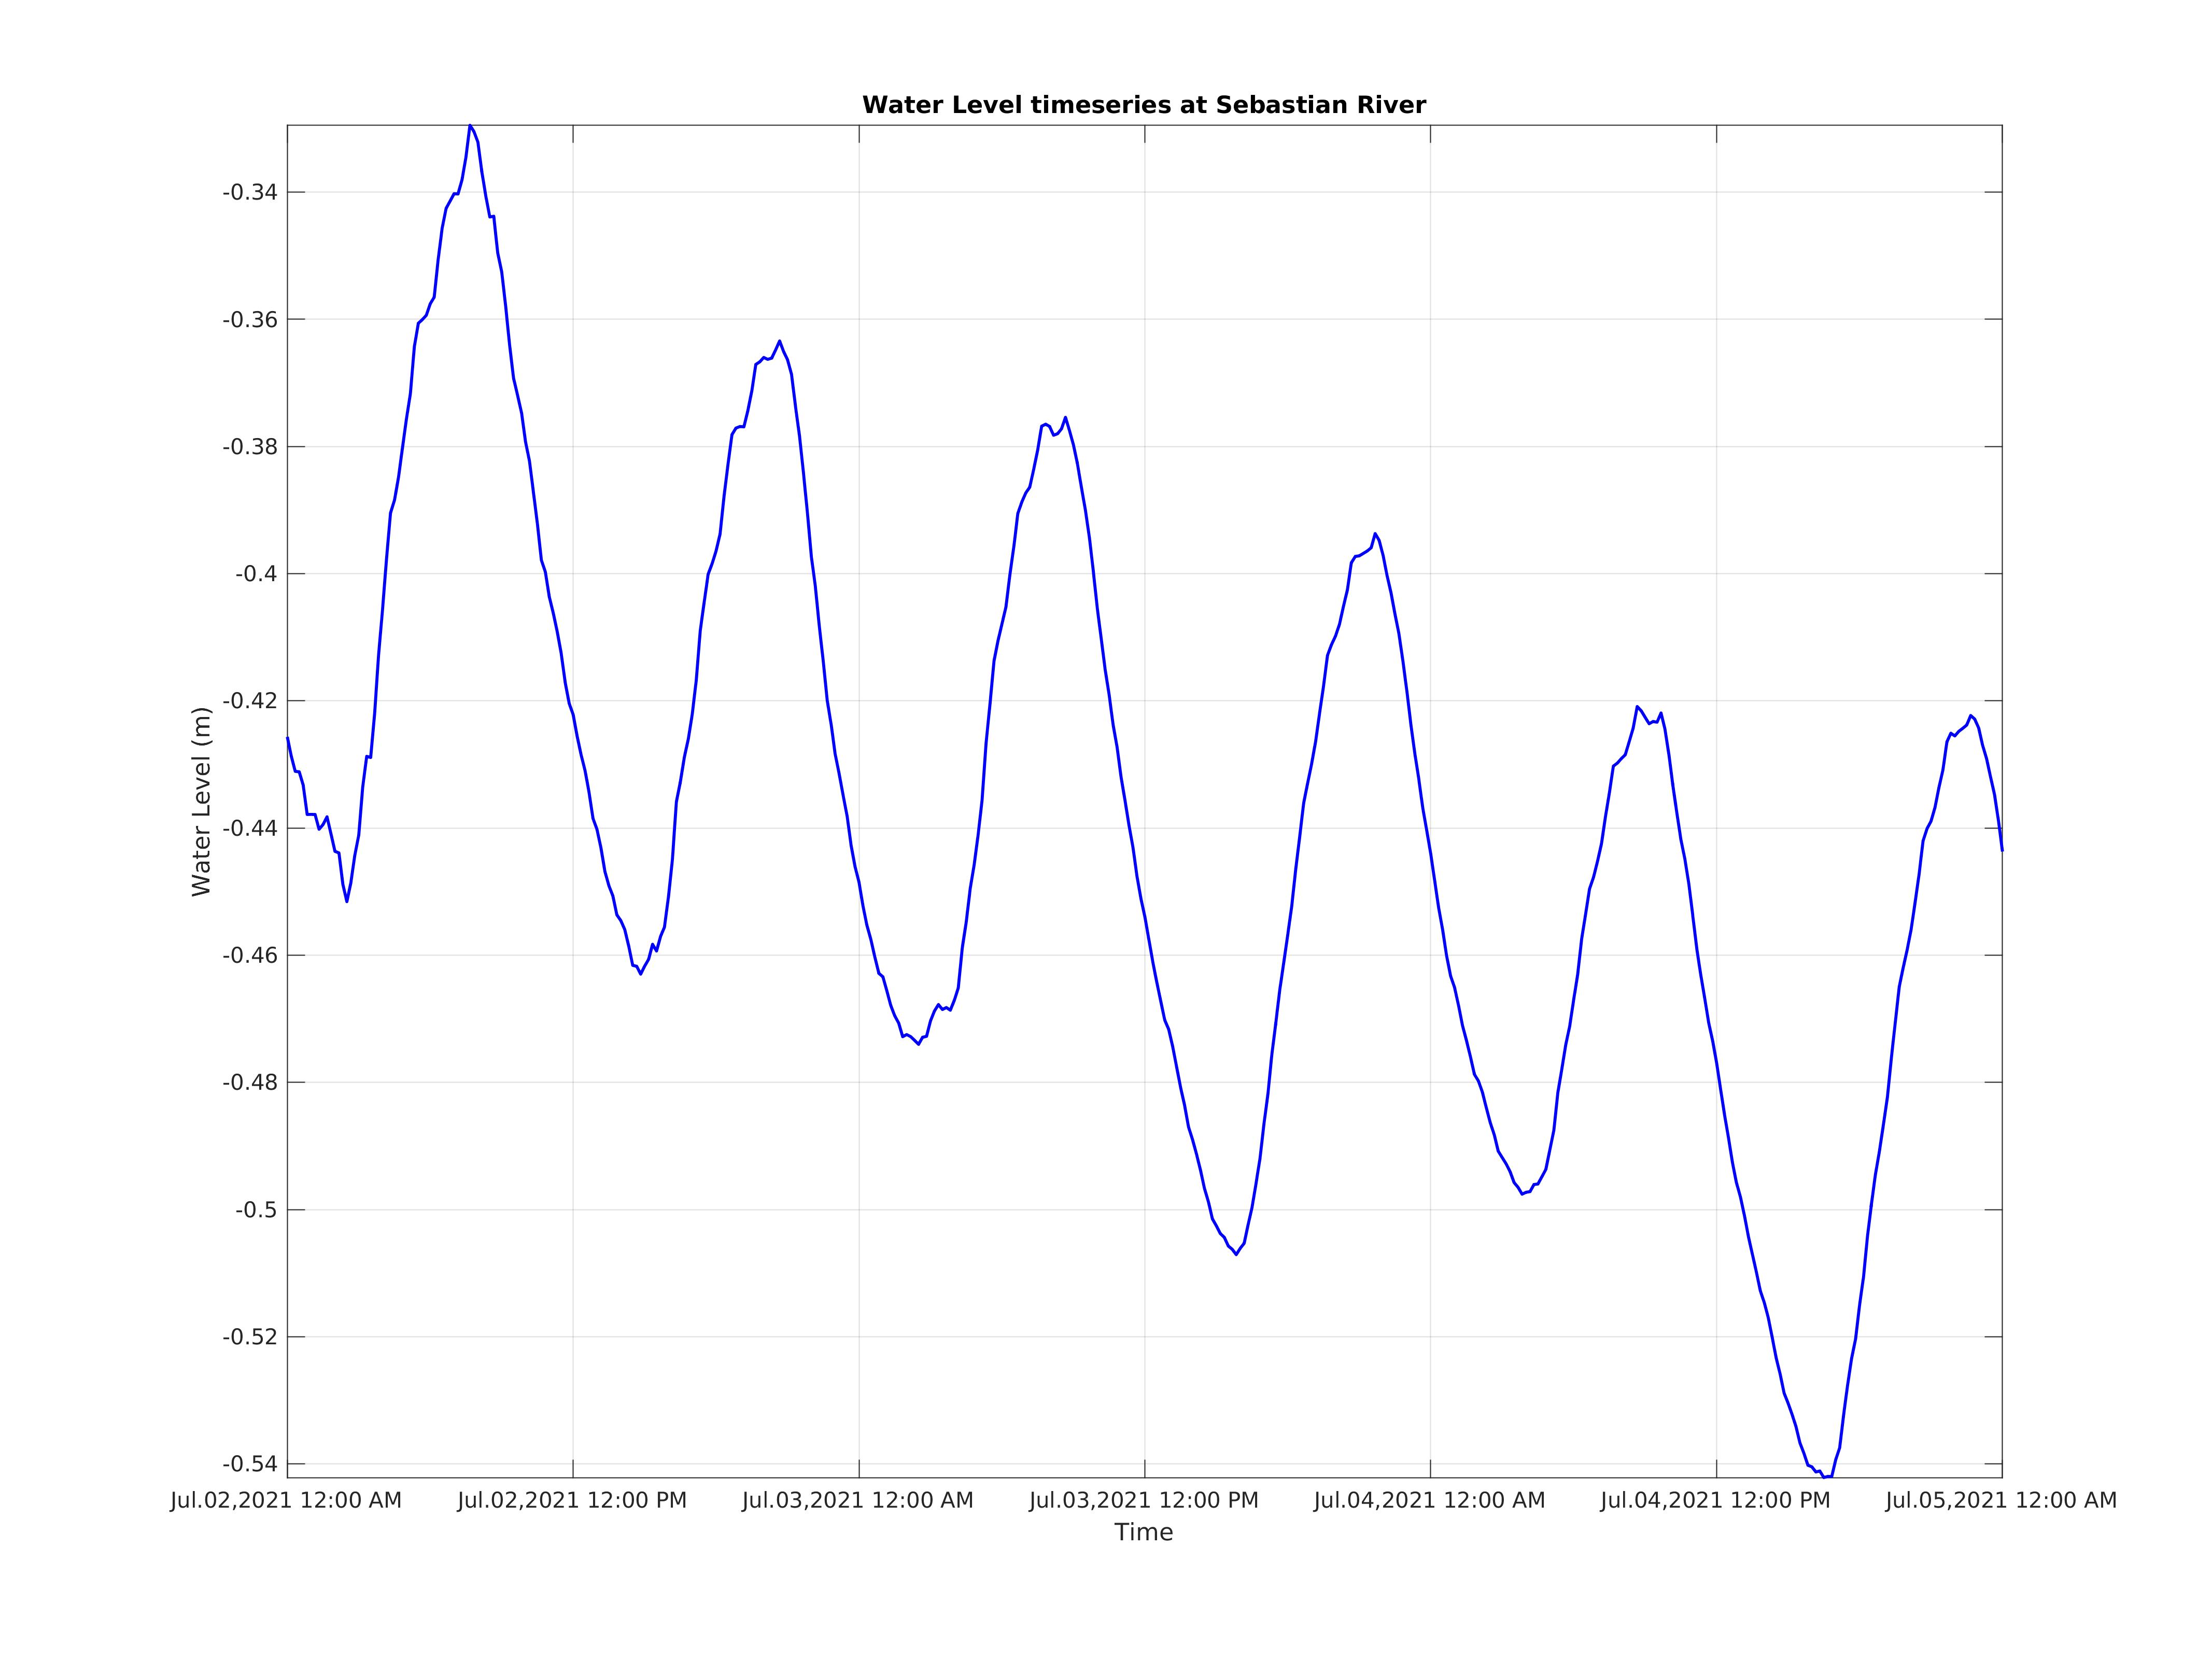 Water Level timeseries at Sebastian River
Water Level (m)
-0.34
-0.36
-0.38
-0.4
-0.42
-0.44
-0.46
-0.48
-0.5
-0.52
-0.54
Jul.02,2021 12:00 AM
Jul.02,2021 12:00 PM
Jul.03,2021 12:00 AM
Jul.03,2021 12:00 PM
Jul.04,2021 12:00 AM
Jul.04,2021 12:00 PM
Jul.05,2021 12:00 AM
Time